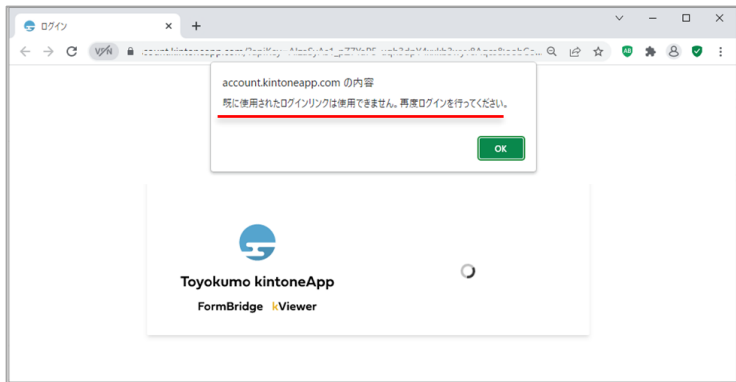 ログイン
VPN
account.kintoneapp.com の内容
既に使用されたログインリンクは使用できません。再度ログインを行ってください。
OK
Toyokumo kintoneApp
FormBridge kViewer